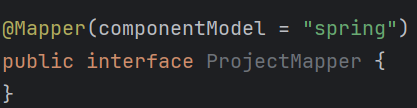 @Mapper(componentModel = "spring")
public interface ProjectMapper {
}